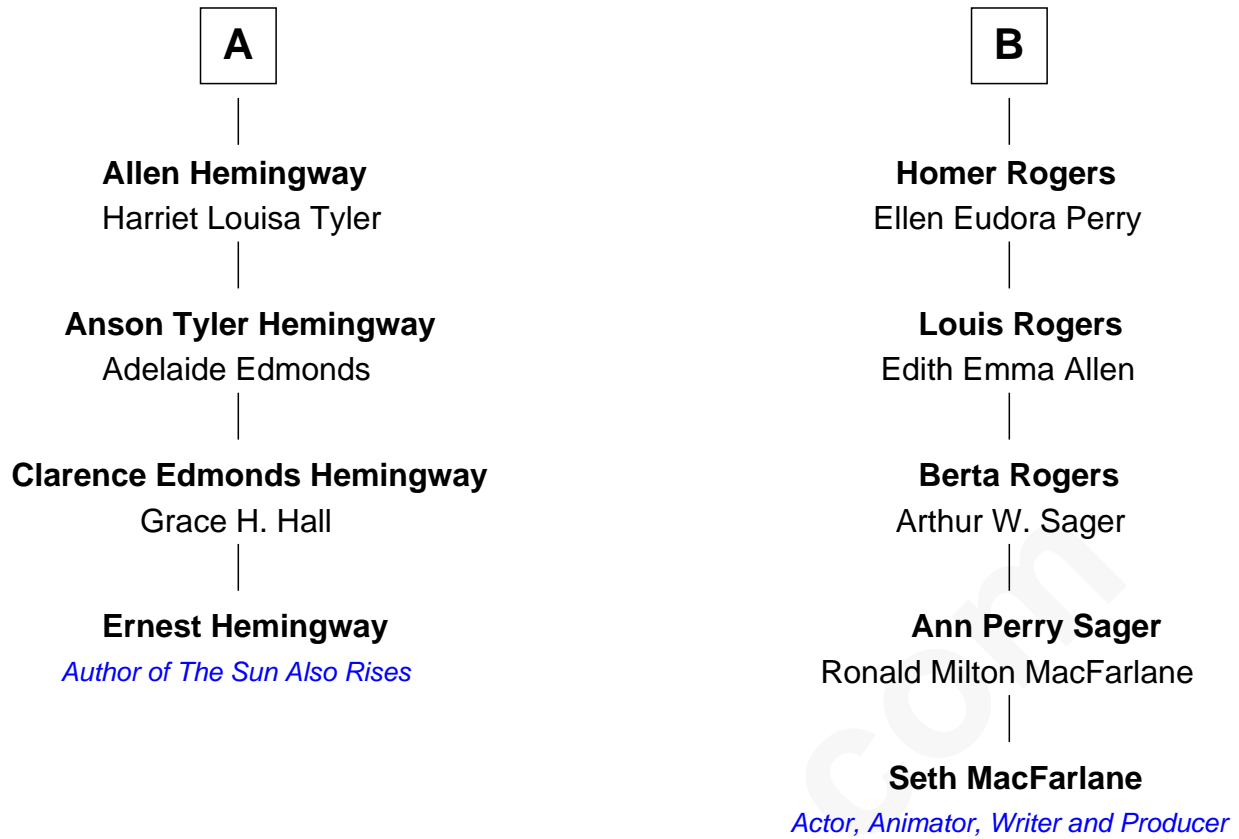 A
Allen Hemingway
Harriet Louisa Tyler
Anson Tyler Hemingway
Adelaide Edmonds
Clarence Edmonds Hemingway
Grace H. Hall
Ernest Hemingway
Author of The Sun Also Rises
B
Homer Rogers
Ellen Eudora Perry
Louis Rogers
Edith Emma Allen
Berta Rogers
Arthur W. Sager
Ann Perry Sager
Ronald Milton MacFarlane
Seth MacFarlane
Actor, Animator, Writer and Producer
com